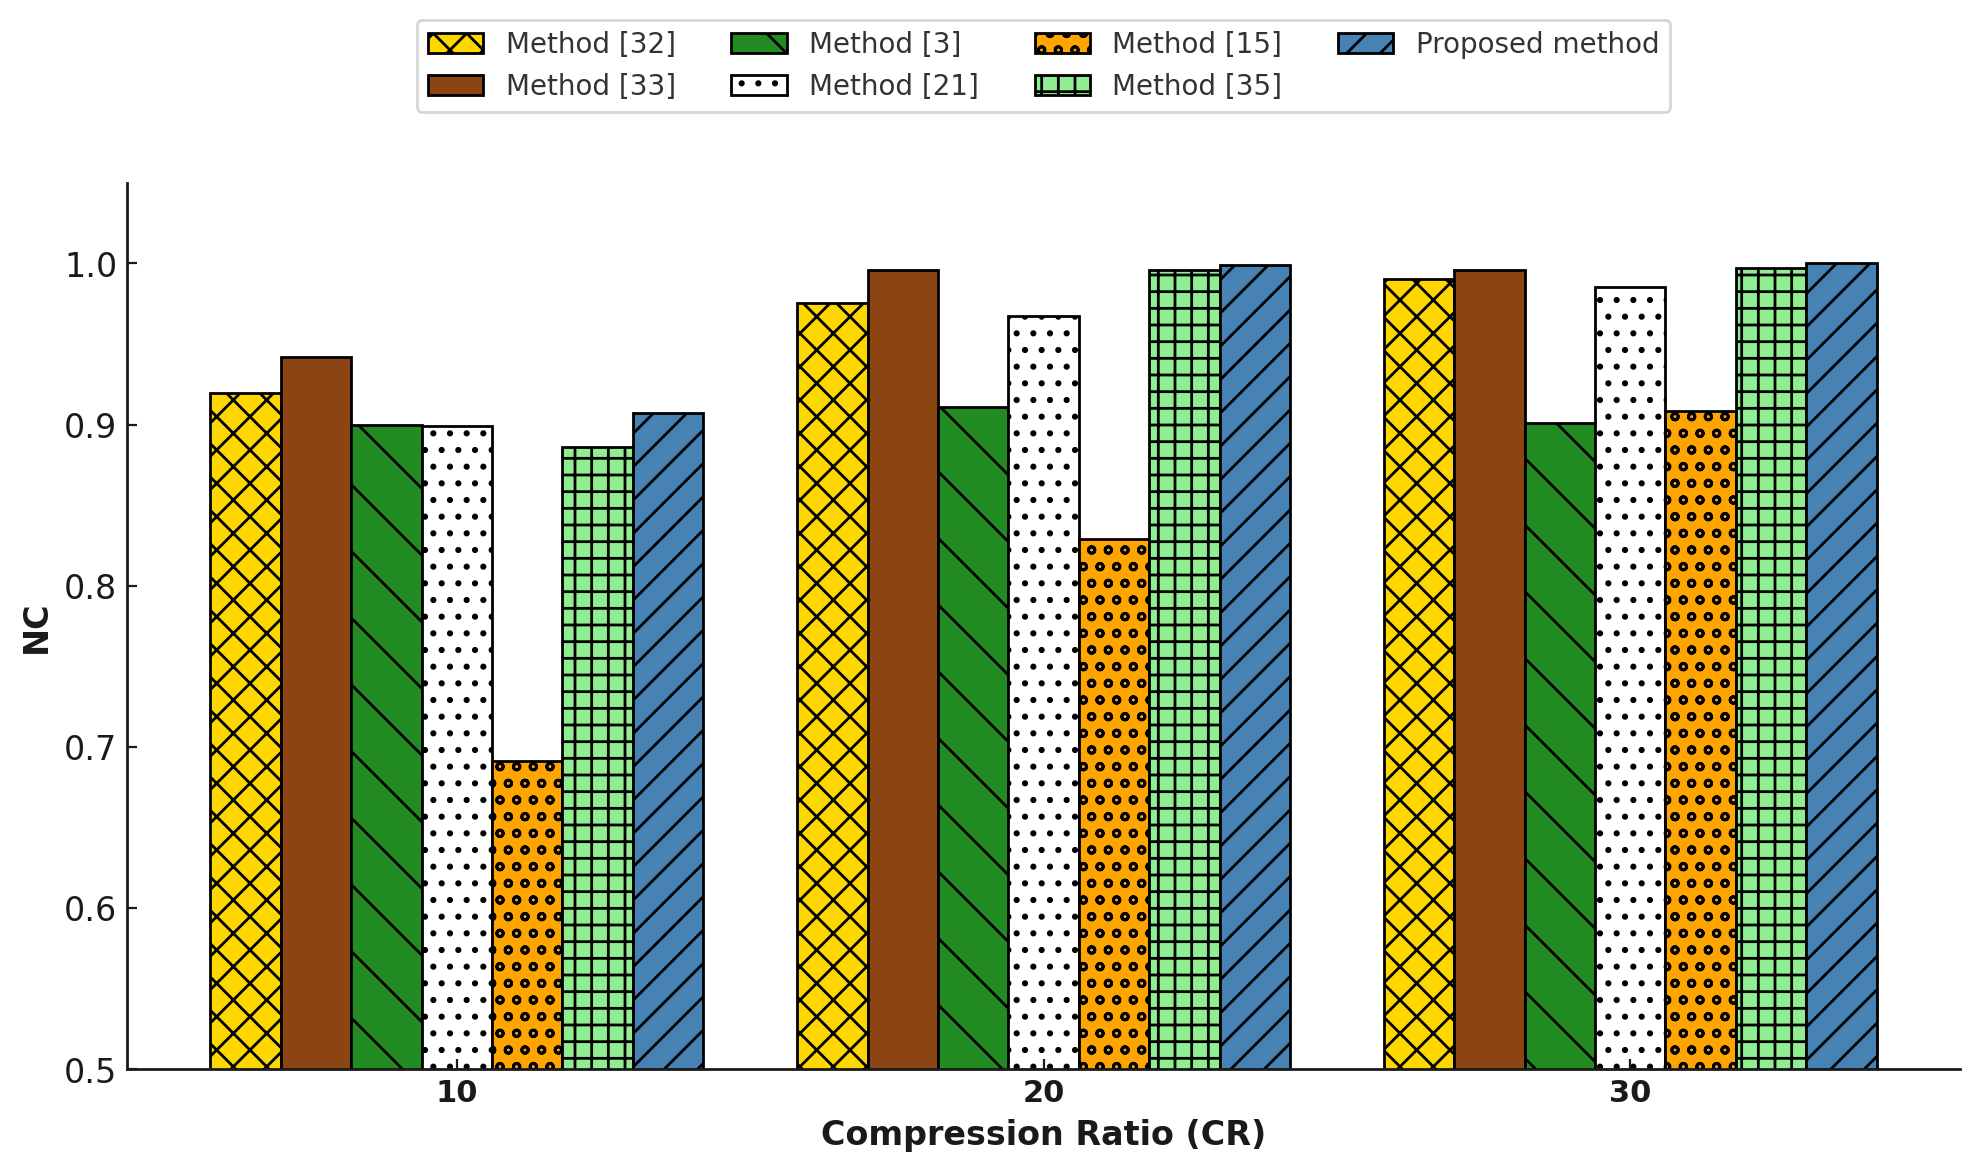 Method [32] Method [3] Method [15] Proposed method
Method [33] Method [21] Method [35]
1.0
0.9
0.8
0.7
0.6
0.5
NC
10 20 30
Compression Ratio (CR)